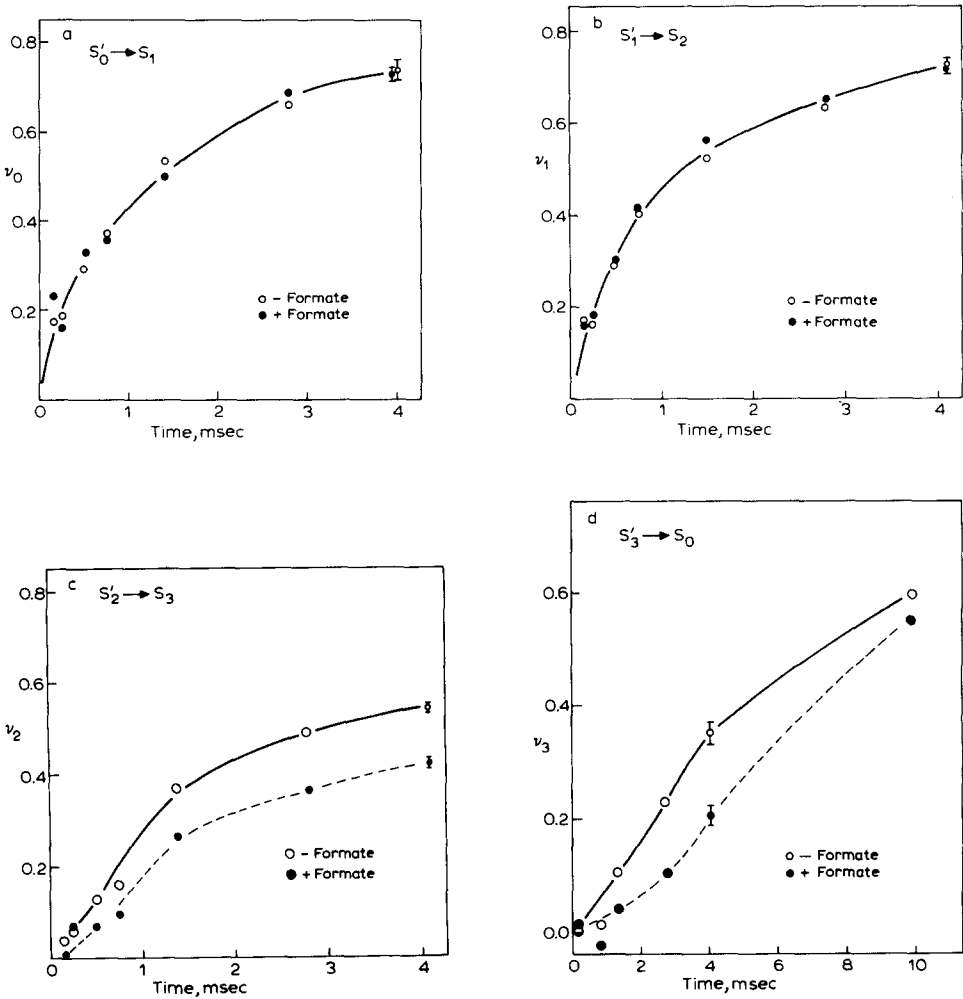 a
S′₀ → S₁
0.8
0.6
ν₀
0.4
0.2
○ – Formate
● + Formate
0 1 2 3 4
Time, msec
b
S′₁ → S₂
0.8
0.6
ν₁
0.4
0.2
○ – Formate
● + Formate
0 1 2 3 4
Time, msec
c
S′₂ → S₃
0.8
0.6
ν₂
0.4
0.2
○ – Formate
● + Formate
0 1 2 3 4
Time, msec
d
S′₃ → S₀
0.6
0.4
ν₃
0.2
0.0
○ – Formate
● + Formate
0 2 4 6 8 10
Time, msec